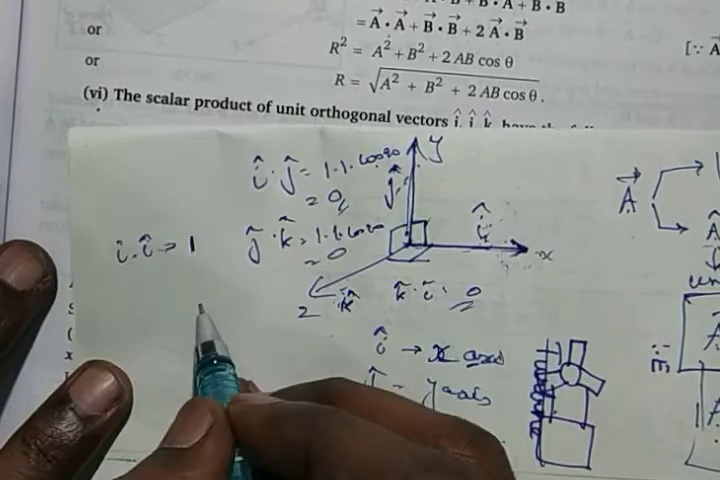 = A⃗ · A⃗ + B⃗ · B⃗ + 2 A⃗ · B⃗
or
R² = A² + B² + 2 AB cos θ
[∵ A⃗
or
R = √(A² + B² + 2 AB cos θ) .
(vi) The scalar product of unit orthogonal vectors î, ĵ, k̂
y
î · ĵ = 1.1. cos90
= 0
ĵ
A⃗
î
ĵ · k̂ = 1.1. cos90
= 0
î . î = 1
x
z
k̂
k̂ · î = 0
î → x axis
ĵ - y axis